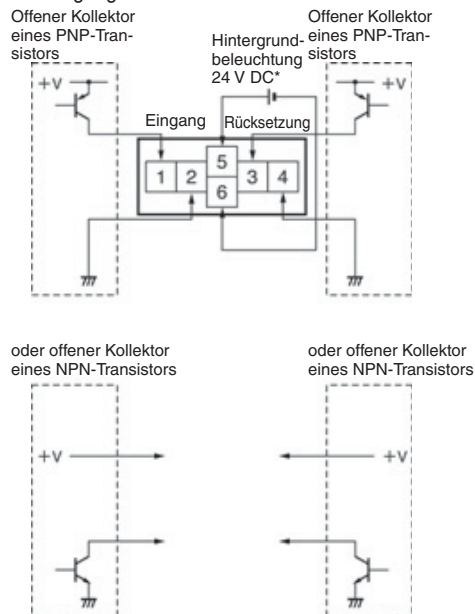 Offener Kollektor
eines PNP-Tran-
sistors
Hintergrund-
beleuchtung
24 V DC*
Offener Kollektor
eines PNP-Tran-
sistors
+V
+V
Eingang
Rücksetzung
1 2 5 3 4
6
oder offener Kollektor
eines NPN-Transistors
oder offener Kollektor
eines NPN-Transistors
+V
+V